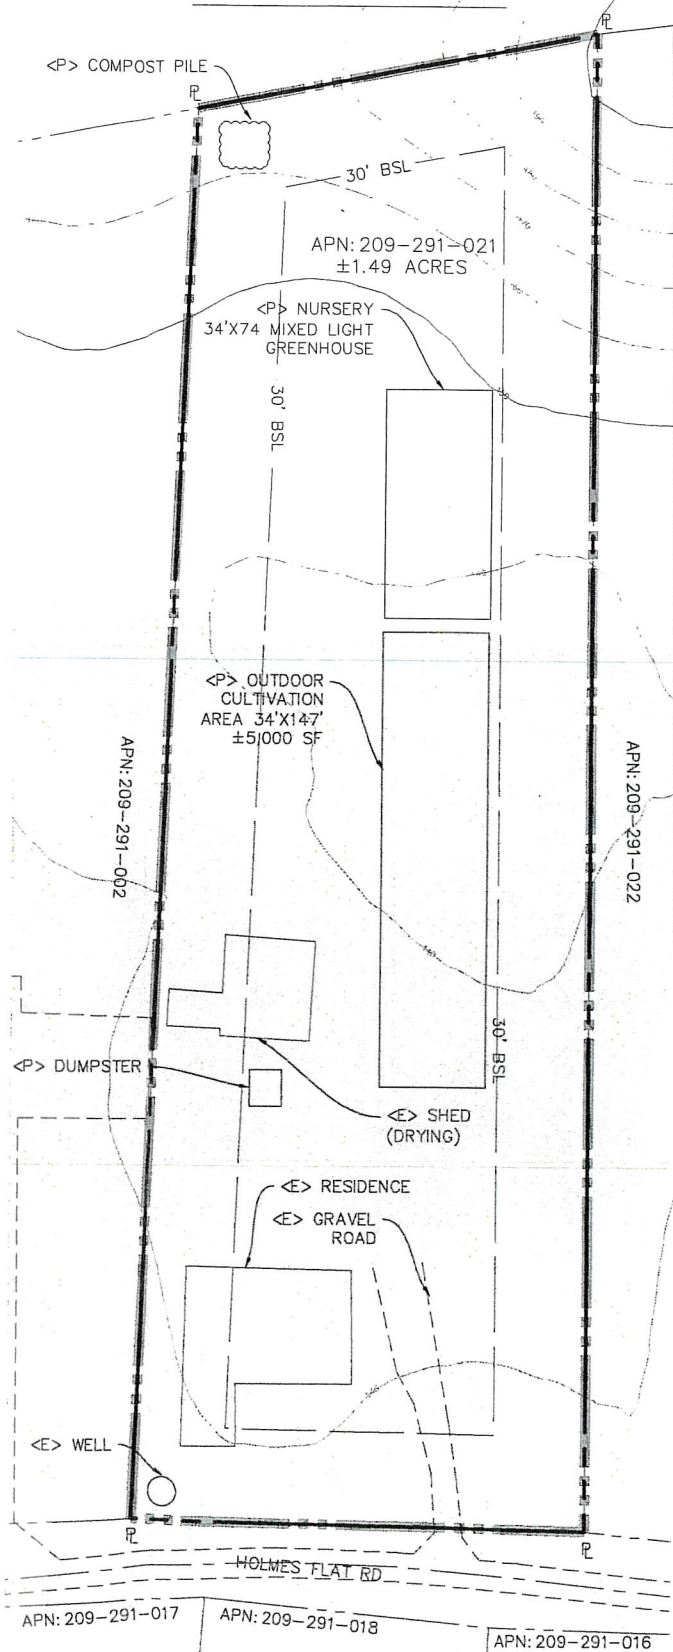 ℄
<P> COMPOST PILE
℄
30' BSL
APN: 209-291-021
±1.49 ACRES
<P> NURSERY
34'X74 MIXED LIGHT
GREENHOUSE
30' BSL
<P> OUTDOOR
CULTIVATION
AREA 34'X147'
±5,000 SF
APN: 209-291-002
APN: 209-291-022
30' BSL
<P> DUMPSTER
<E> SHED
(DRYING)
<E> RESIDENCE
<E> GRAVEL
ROAD
<E> WELL
℄
℄
HOLMES FLAT RD
APN: 209-291-017
APN: 209-291-018
APN: 209-291-016